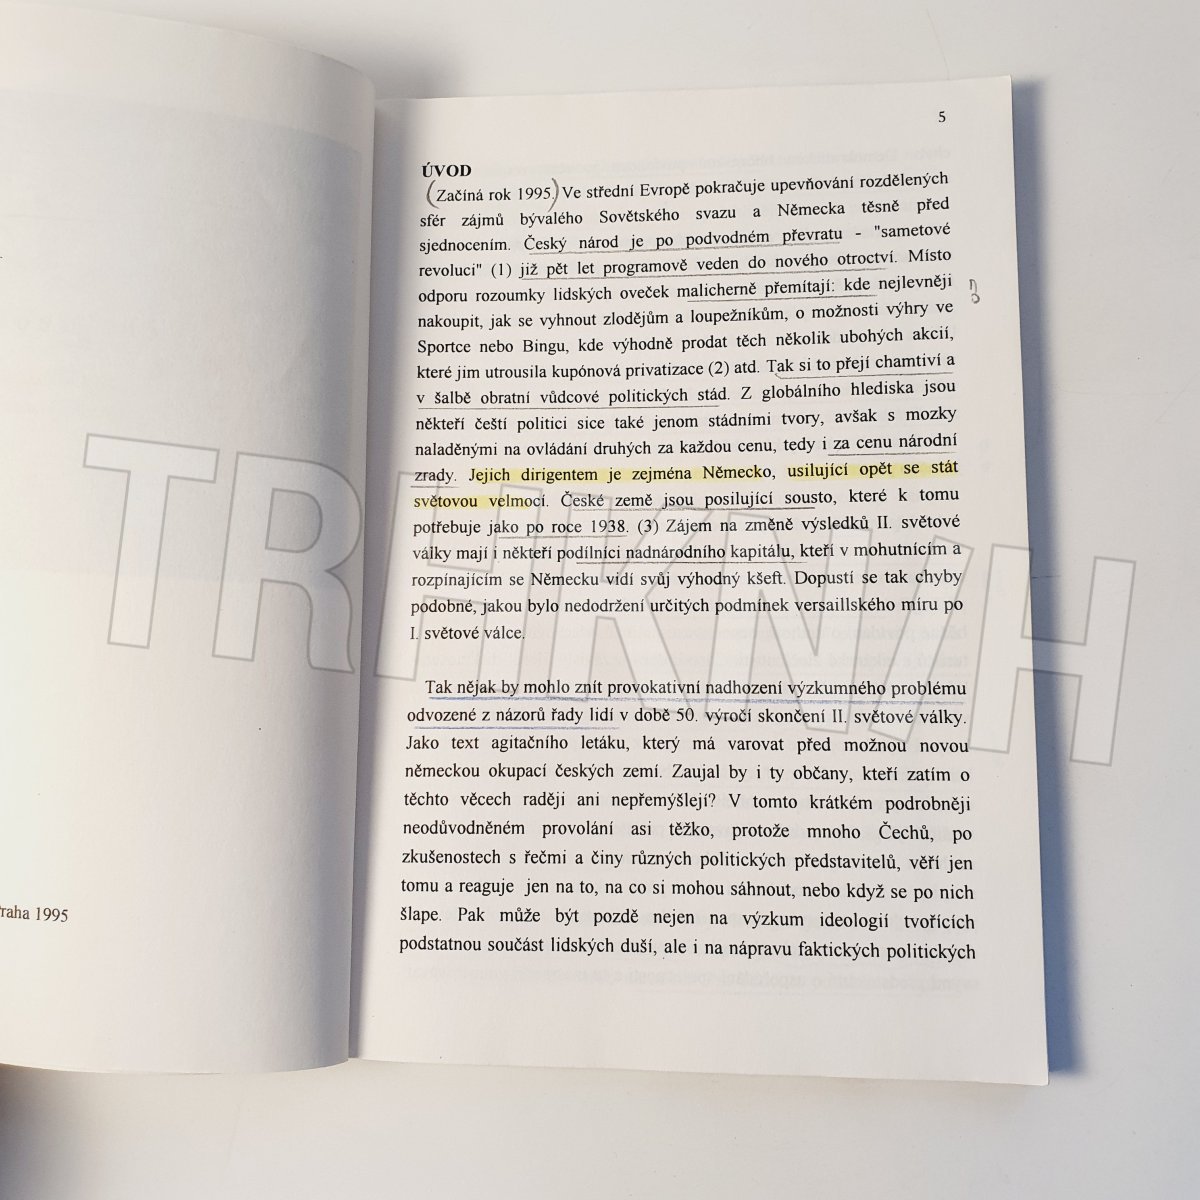 5
ÚVOD
(Začíná rok 1995.) Ve střední Evropě pokračuje upevňování rozdělených
sfér zájmů bývalého Sovětského svazu a Německa těsně před
sjednocením. Český národ je po podvodném převratu - "sametové
revoluci" (1) již pět let programově veden do nového otroctví. Místo
odporu rozoumky lidských oveček malicherně přemítají: kde nejlevněji
nakoupit, jak se vyhnout zlodějům a loupežníkům, o možnosti výhry ve
Sportce nebo Bingu, kde výhodně prodat těch několik ubohých akcií,
které jim utrousila kupónová privatizace (2) atd. Tak si to přejí chamtiví a
v šalbě obratní vůdcové politických stád. Z globálního hlediska jsou
někteří čeští politici sice také jenom stádními tvory, avšak s mozky
naladěnými na ovládání druhých za každou cenu, tedy i za cenu národní
zrady. Jejich dirigentem je zejména Německo, usilující opět se stát
světovou velmocí. České země jsou posilující sousto, které k tomu
potřebuje jako po roce 1938. (3) Zájem na změně výsledků II. světové
války mají i někteří podílníci nadnárodního kapitálu, kteří v mohutnícím a
rozpínajícím se Německu vidí svůj výhodný kšeft. Dopustí se tak chyby
podobné, jakou bylo nedodržení určitých podmínek versaillského míru po
I. světové válce.
Tak nějak by mohlo znít provokativní nadhození výzkumného problému
odvozené z názorů řady lidí v době 50. výročí skončení II. světové války.
Jako text agitačního letáku, který má varovat před možnou novou
německou okupací českých zemí. Zaujal by i ty občany, kteří zatím o
těchto věcech raději ani nepřemýšlejí? V tomto krátkém podrobněji
neodůvodněném provolání asi těžko, protože mnoho Čechů, po
zkušenostech s řečmi a činy různých politických představitelů, věří jen
tomu a reaguje jen na to, na co si mohou sáhnout, nebo když se po nich
šlape. Pak může být pozdě nejen na výzkum ideologií tvořících
podstatnou součást lidských duší, ale i na nápravu faktických politických
raha 1995
TRHKNI/H